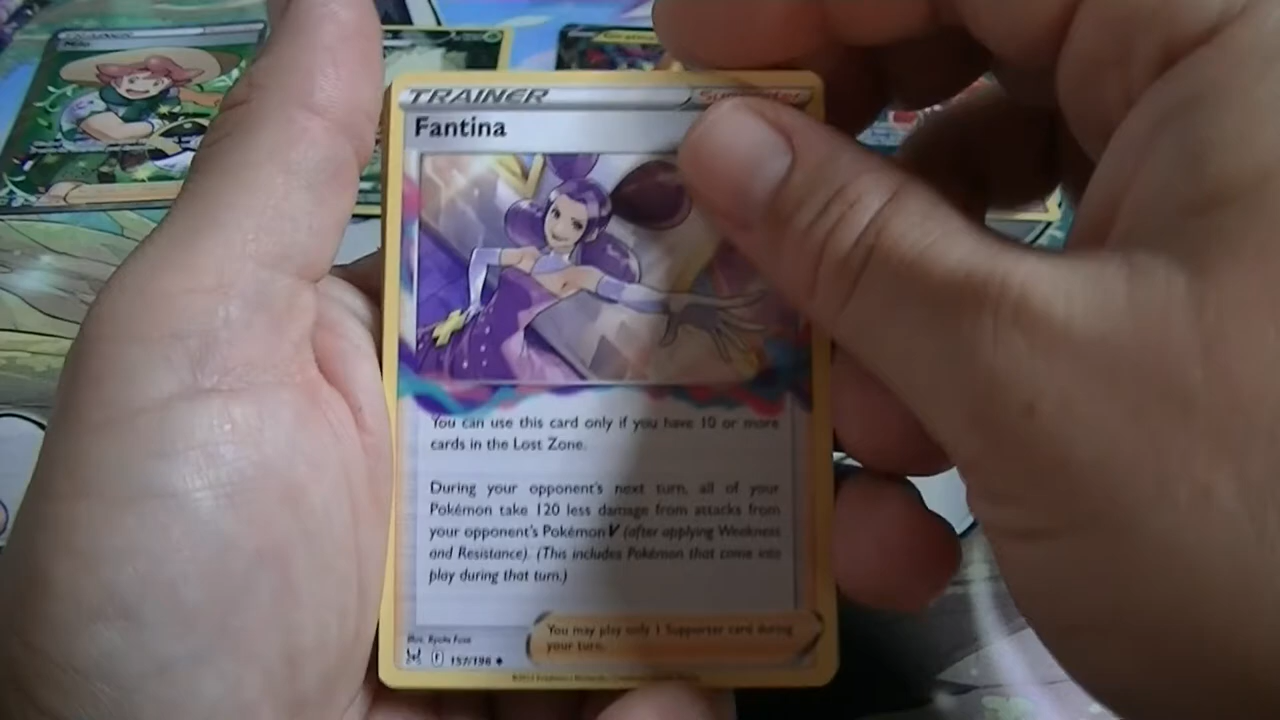 TRAINER
Fantina
You can use this card only if you have 10 or more
cards in the Lost Zone.
During your opponent's next turn, all of your
Pokémon take 120 less damage from attacks from
your opponent's Pokémon V (after applying Weakness
and Resistance). (This includes Pokémon that come into
play during that turn.)
You may play only 1 Supporter card during
your turn.
Illus. Ryota Fuse
F 157/196